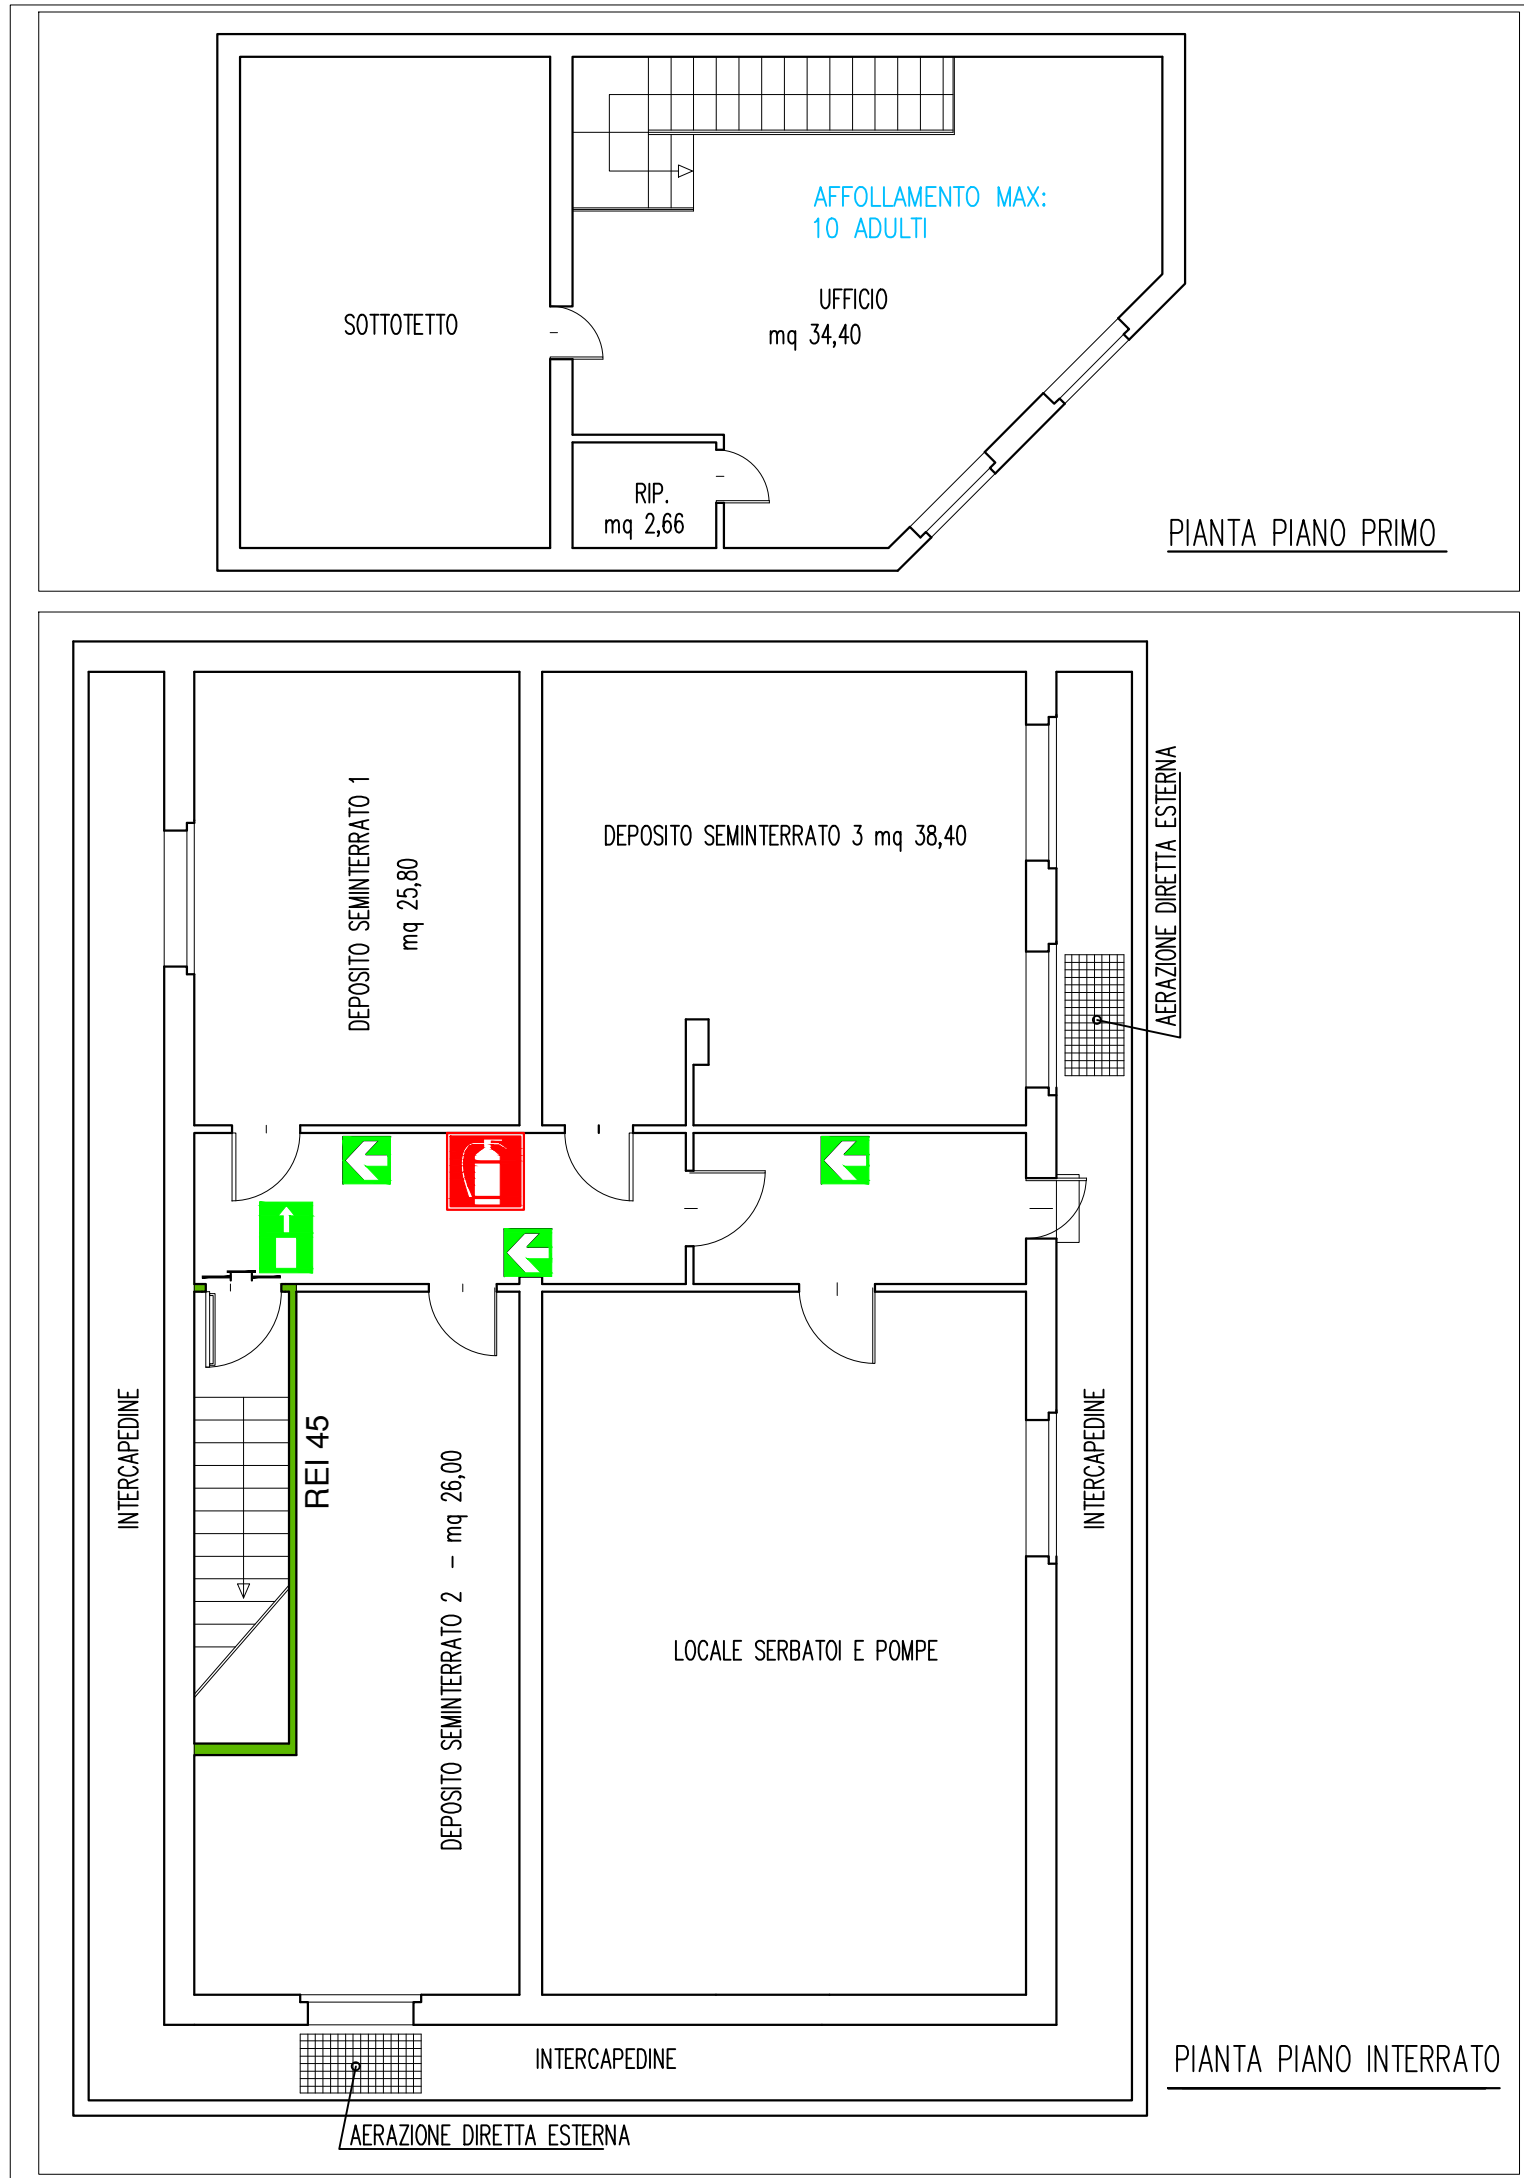 AFFOLLAMENTO MAX:
10 ADULTI
UFFICIO
mq 34,40
SOTTOTETTO
RIP.
mq 2,66
PIANTA PIANO PRIMO
DEPOSITO SEMINTERRATO 1
mq 25,80
DEPOSITO SEMINTERRATO 3 mq 38,40
AERAZIONE DIRETTA ESTERNA
INTERCAPEDINE
REI 45
DEPOSITO SEMINTERRATO 2 - mq 26,00
LOCALE SERBATOI E POMPE
INTERCAPEDINE
INTERCAPEDINE
PIANTA PIANO INTERRATO
AERAZIONE DIRETTA ESTERNA